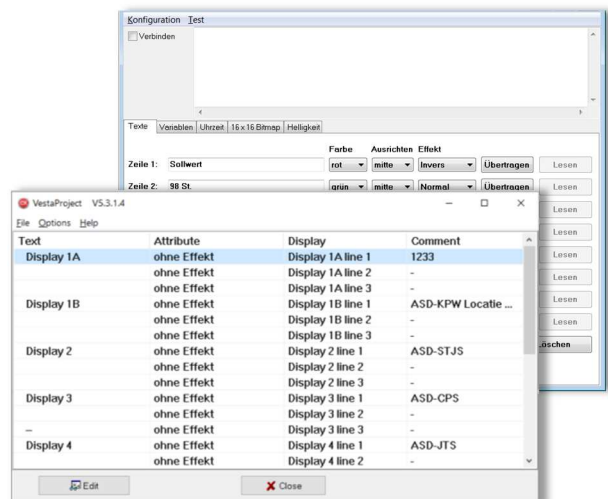 Konfiguration Test
Verbinden
Texte Variablen Uhrzeit 16 x 16 Bitmap Helligkeit
Farbe Ausrichten Effekt
Zeile 1: Sollwert rot mitte Invers Übertragen Lesen
Zeile 2: 98 St. grün mitte Normal Übertragen Lesen
Lesen
Lesen
Lesen
Lesen
Lesen
Lesen
öschen
VestaProject V5.3.1.4
File Options Help
Text Attribute Display Comment
Display 1A ohne Effekt Display 1A line 1 1233
ohne Effekt Display 1A line 2 -
ohne Effekt Display 1A line 3 -
Display 1B ohne Effekt Display 1B line 1 ASD-KPW Locatie ...
ohne Effekt Display 1B line 2 -
ohne Effekt Display 1B line 3 -
Display 2 ohne Effekt Display 2 line 1 ASD-STJS
ohne Effekt Display 2 line 2 -
ohne Effekt Display 2 line 3 -
Display 3 ohne Effekt Display 3 line 1 ASD-CPS
ohne Effekt Display 3 line 2 -
– ohne Effekt Display 3 line 3 -
Display 4 ohne Effekt Display 4 line 1 ASD-JTS
ohne Effekt Display 4 line 2 -
Edit Close